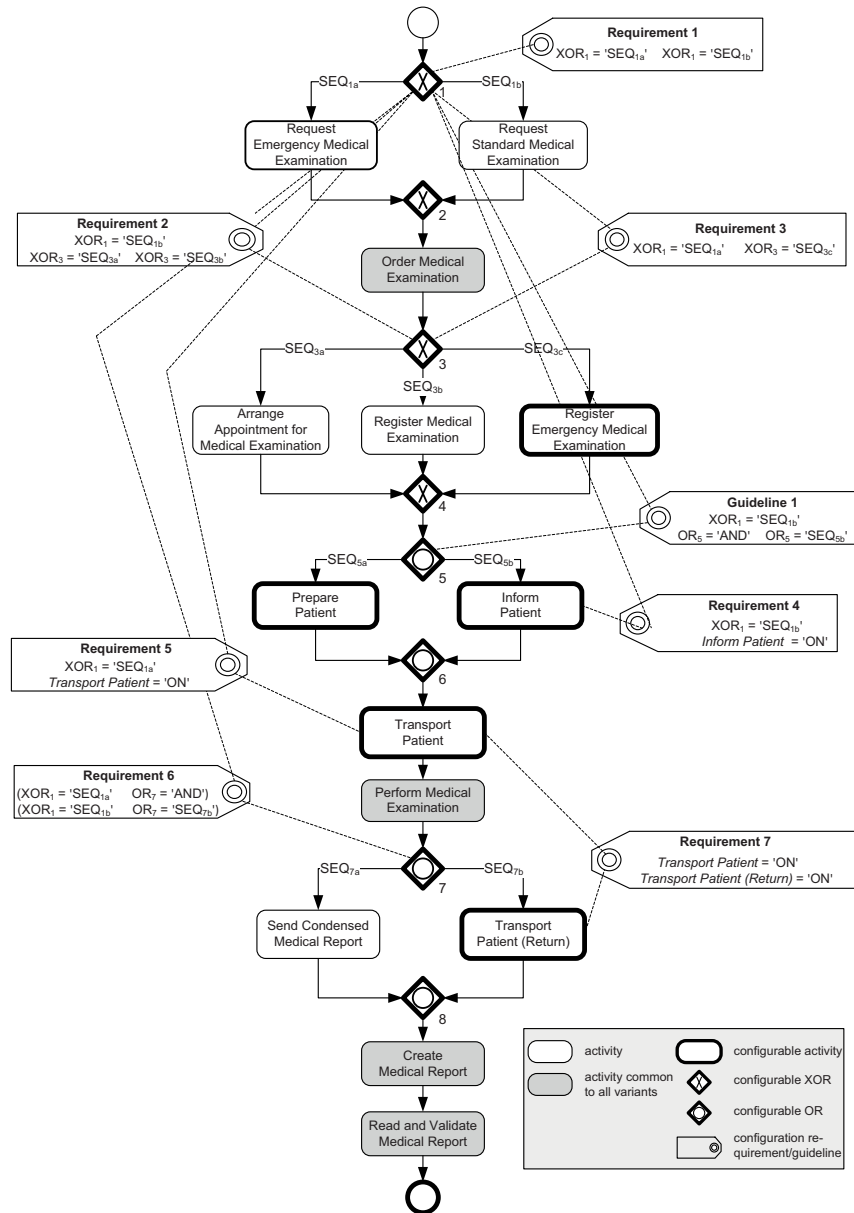 Requirement 1
XOR₁ = 'SEQ₁ₐ' XOR₁ = 'SEQ₁b'
SEQ₁ₐ
SEQ₁b
1
Request
Emergency Medical
Examination
Request
Standard Medical
Examination
X
2
Requirement 2
XOR₁ = 'SEQ₁b'
XOR₃ = 'SEQ₃ₐ' XOR₃ = 'SEQ₃b'
Requirement 3
XOR₁ = 'SEQ₁ₐ' XOR₃ = 'SEQ₃c'
Order Medical
Examination
SEQ₃ₐ
SEQ₃c
3
SEQ₃b
Arrange
Appointment for
Medical Examination
Register Medical
Examination
Register
Emergency Medical
Examination
4
Guideline 1
XOR₁ = 'SEQ₁b'
OR₅ = 'AND' OR₅ = 'SEQ₅b'
SEQ₅ₐ
SEQ₅b
5
Prepare
Patient
Inform
Patient
Requirement 4
XOR₁ = 'SEQ₁b'
Inform Patient = 'ON'
Requirement 5
XOR₁ = 'SEQ₁ₐ'
Transport Patient = 'ON'
6
Transport
Patient
Requirement 6
(XOR₁ = 'SEQ₁ₐ' OR₇ = 'AND')
(XOR₁ = 'SEQ₁b' OR₇ = 'SEQ₇b')
Perform Medical
Examination
Requirement 7
Transport Patient = 'ON'
Transport Patient (Return) = 'ON'
SEQ₇ₐ
SEQ₇b
7
Send Condensed
Medical Report
Transport
Patient (Return)
8
Create
Medical Report
Read and Validate
Medical Report
activity
configurable activity
activity common
to all variants
configurable XOR
configurable OR
configuration re-
quirement/guideline